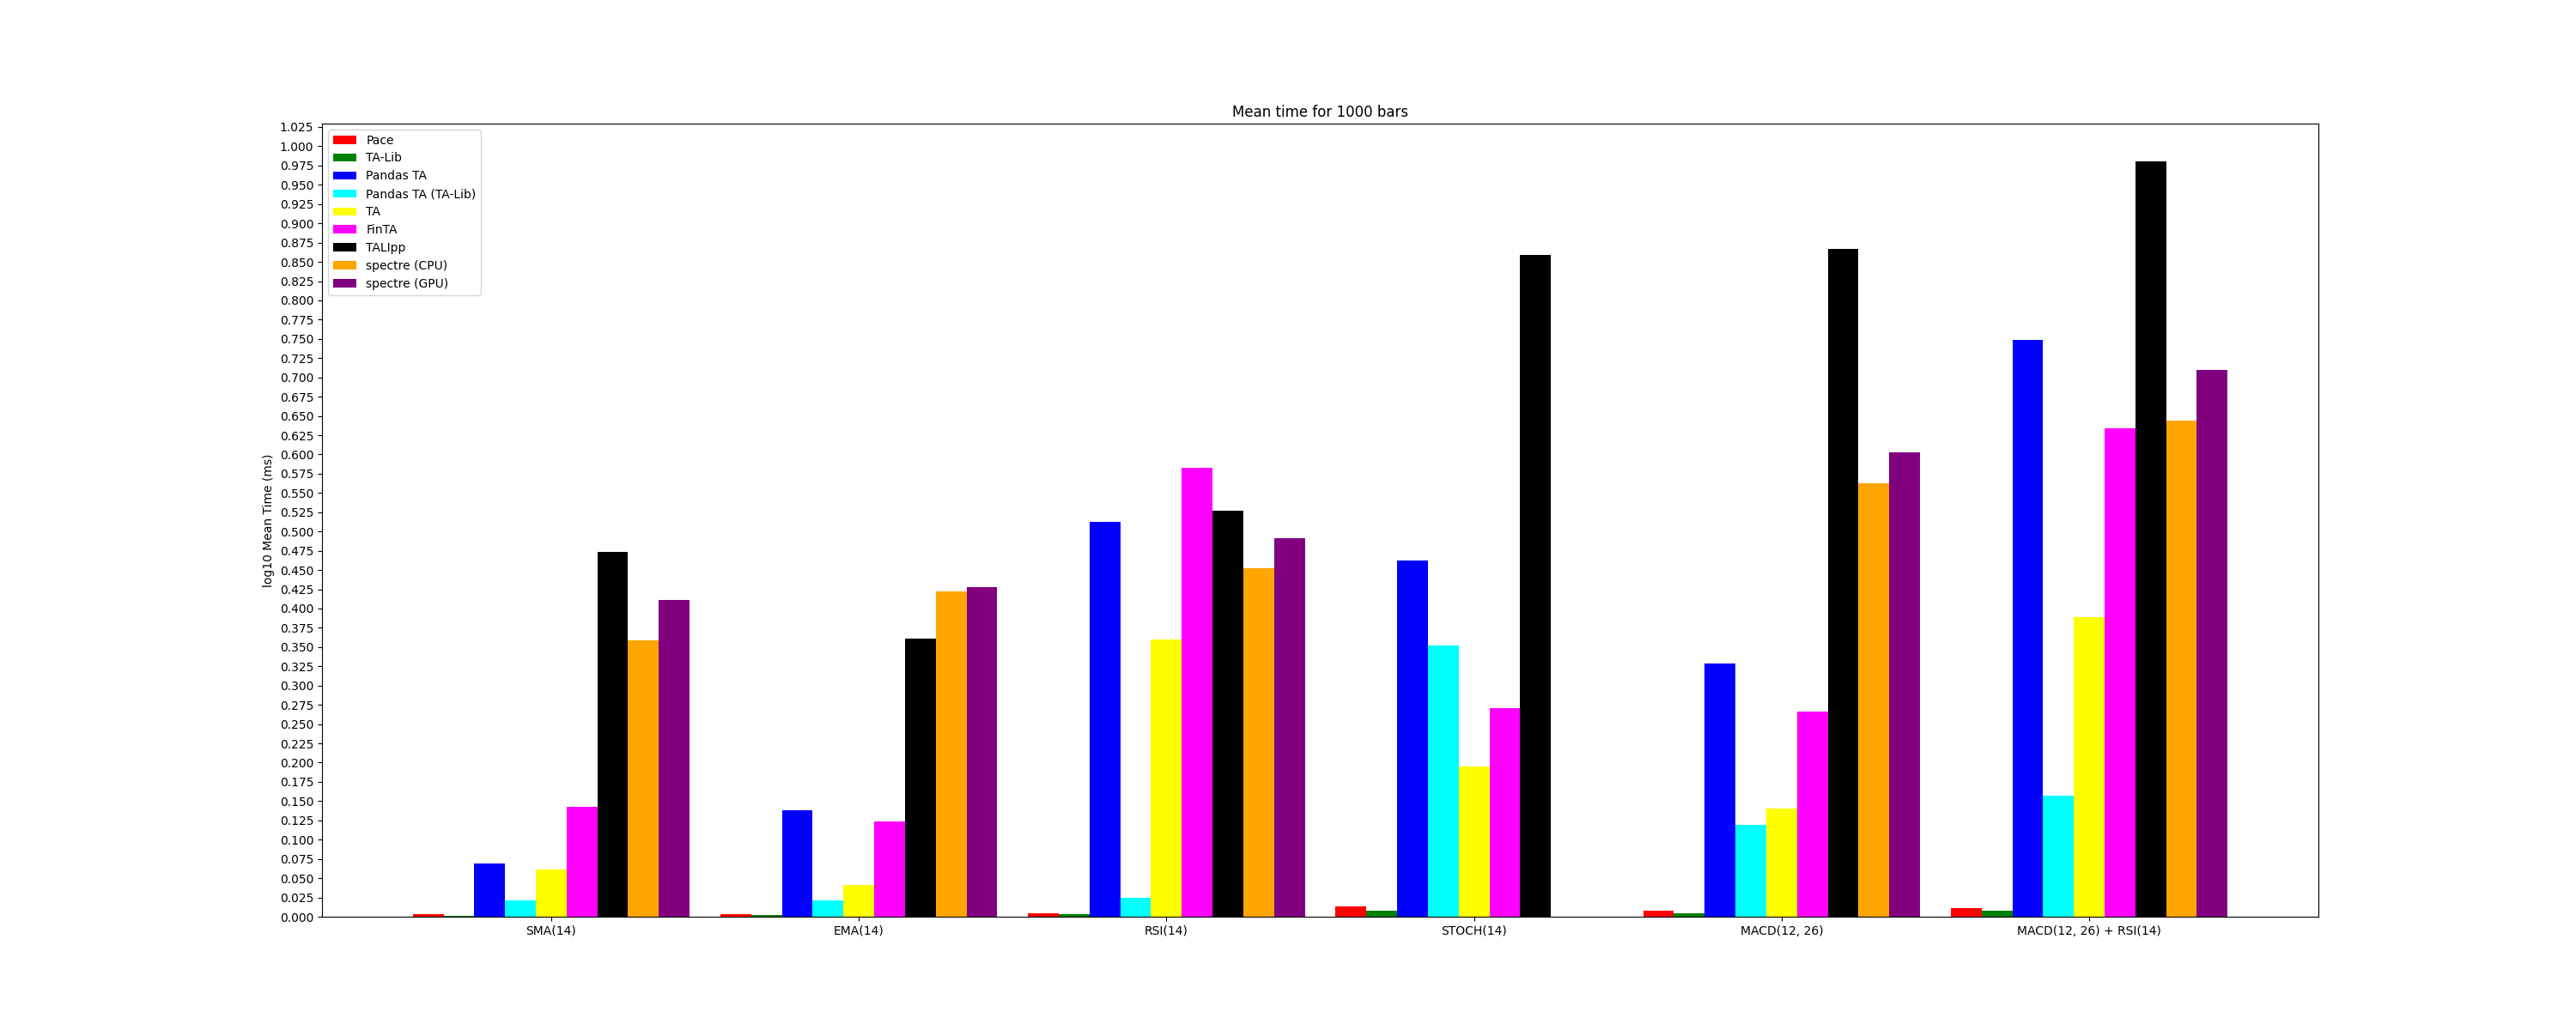 Mean time for 1000 bars
1.025
1.000
0.975
0.950
0.925
0.900
0.875
0.850
0.825
0.800
0.775
0.750
0.725
0.700
0.675
0.650
0.625
0.600
0.575
0.550
0.525
0.500
0.475
0.450
0.425
0.400
0.375
0.350
0.325
0.300
0.275
0.250
0.225
0.200
0.175
0.150
0.125
0.100
0.075
0.050
0.025
0.000
log10 Mean Time (ms)
Pace
TA-Lib
Pandas TA
Pandas TA (TA-Lib)
TA
FinTA
TALIpp
spectre (CPU)
spectre (GPU)
SMA(14)
EMA(14)
RSI(14)
STOCH(14)
MACD(12, 26)
MACD(12, 26) + RSI(14)